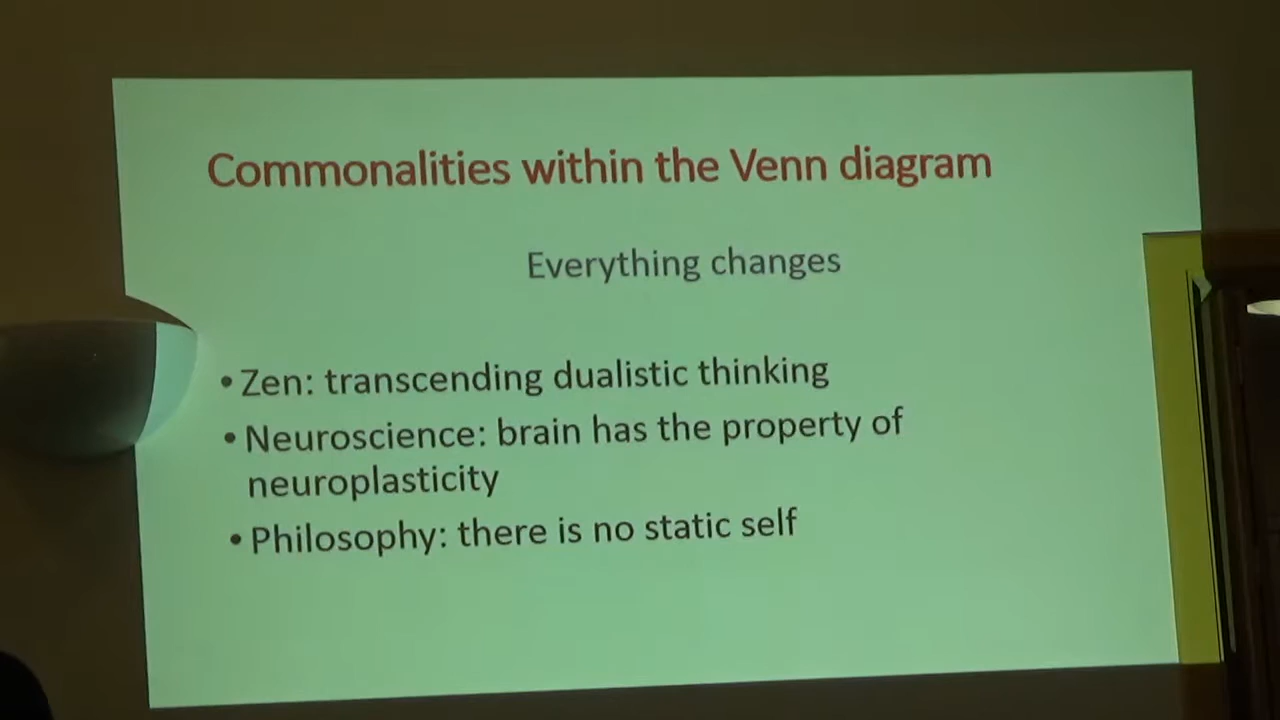 Commonalities within the Venn diagram
Everything changes
• Zen: transcending dualistic thinking
• Neuroscience: brain has the property of
neuroplasticity
• Philosophy: there is no static self